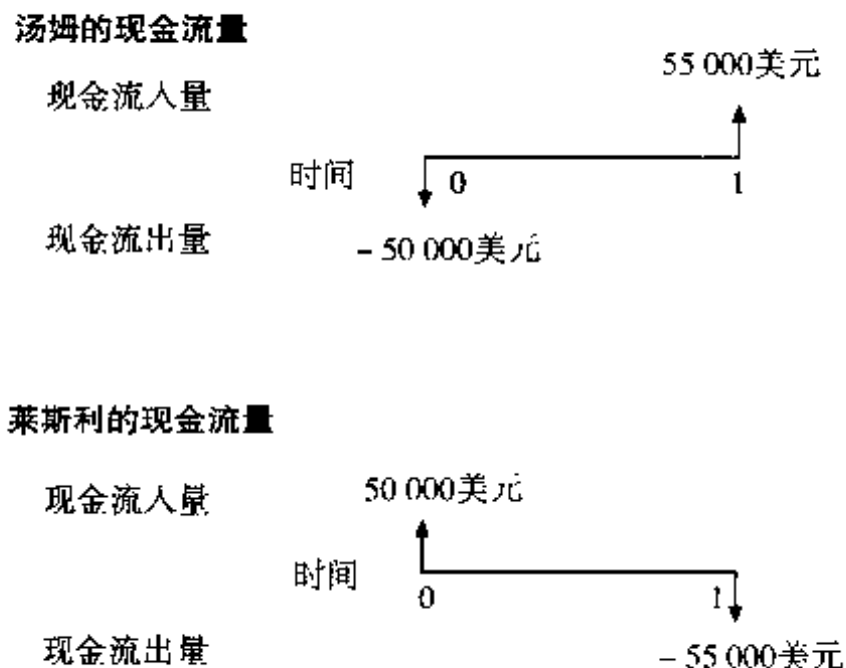 汤姆的现金流量
55 000美元
现金流人量
时间 0 1
现金流出量
- 50 000美元
莱斯利的现金流量
50 000美元
现金流人量
时间
0 1
现金流出量
- 55 000美元